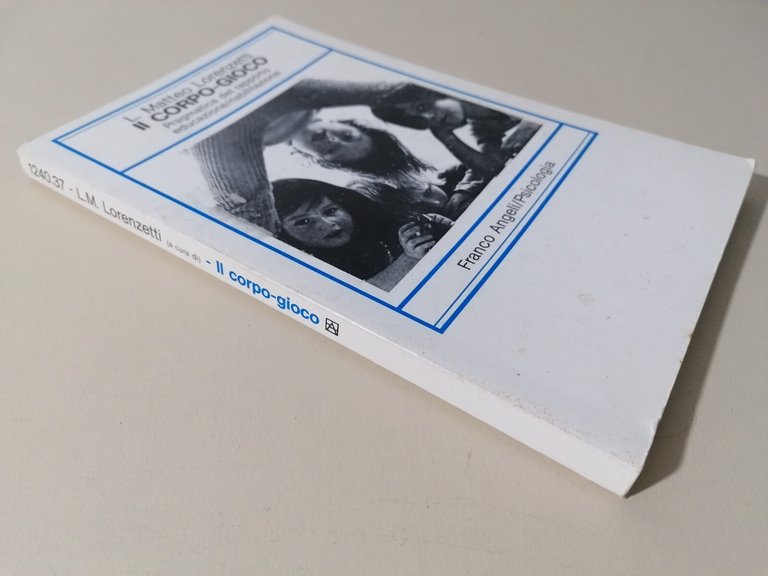 L. Matteo Lorenzetti
Il CORPO-GIOCO
Pragmatica del rapporto
educazione/riabilitazione
Franco Angeli/Psicologia
1240.37 - L.M. Lorenzetti (a cura di) - Il corpo-gioco